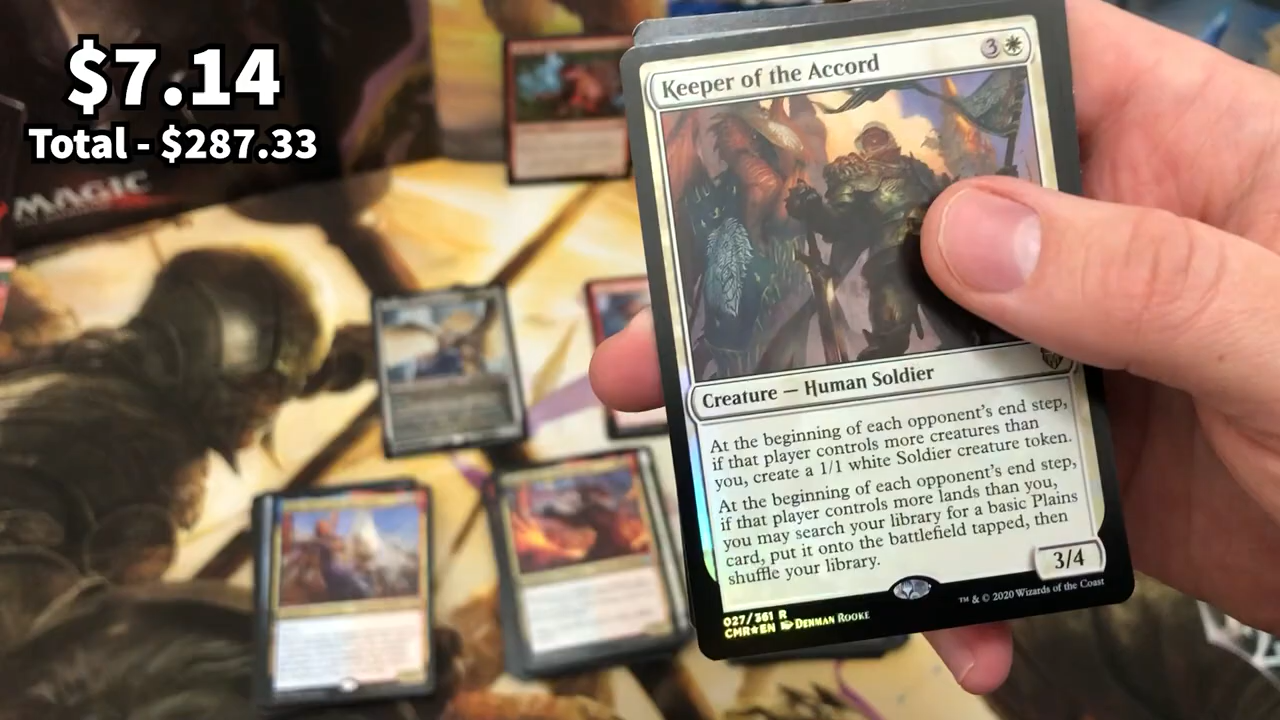 $7.14
Total - $287.33
MAGIC
Keeper of the Accord
3
Creature — Human Soldier
At the beginning of each opponent's end step,
if that player controls more creatures than
you, create a 1/1 white Soldier creature token.
At the beginning of each opponent's end step,
if that player controls more lands than you,
you may search your library for a basic Plains
card, put it onto the battlefield tapped, then
shuffle your library.
3/4
027/361 R
CMR★EN Denman Rooke
™ & © 2020 Wizards of the Coast